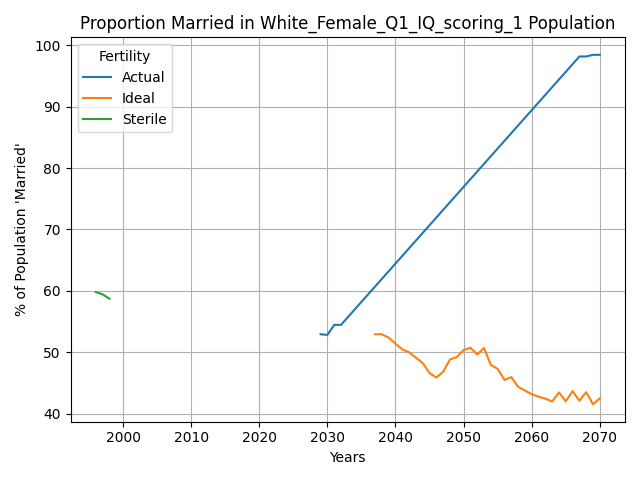 Proportion Married in White_Female_Q1_IQ_scoring_1 Population
Fertility
Actual
Ideal
Sterile
% of Population 'Married'
100
90
80
70
60
50
40
2000
2010
2020
2030
2040
2050
2060
2070
Years